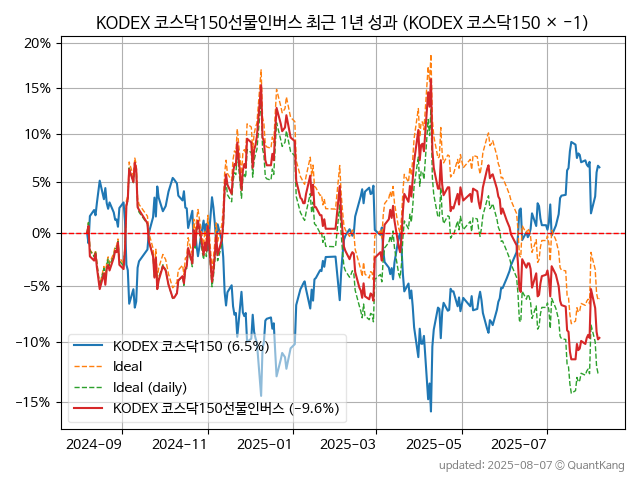 KODEX 코스닥150선물인버스 최근 1년 성과 (KODEX 코스닥150 × −1)
20%
15%
10%
5%
0%
−5%
−10%
−15%
KODEX 코스닥150 (6.5%)
Ideal
Ideal (daily)
KODEX 코스닥150선물인버스 (−9.6%)
2024-09
2024-11
2025-01
2025-03
2025-05
2025-07
updated: 2025-08-07 © QuantKang